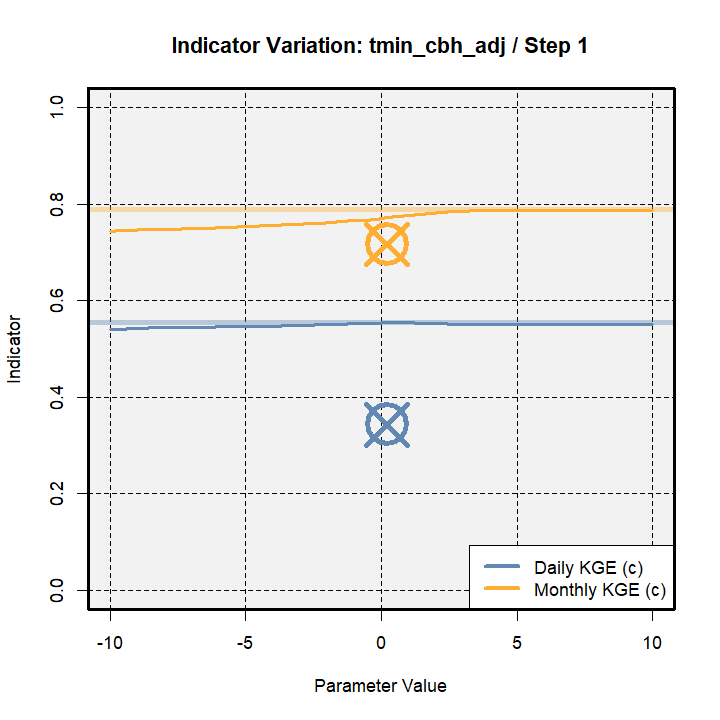 Indicator Variation: tmin_cbh_adj / Step 1
Indicator
1.0
0.8
0.6
0.4
0.2
0.0
Daily KGE (c)
Monthly KGE (c)
-10
-5
0
5
10
Parameter Value